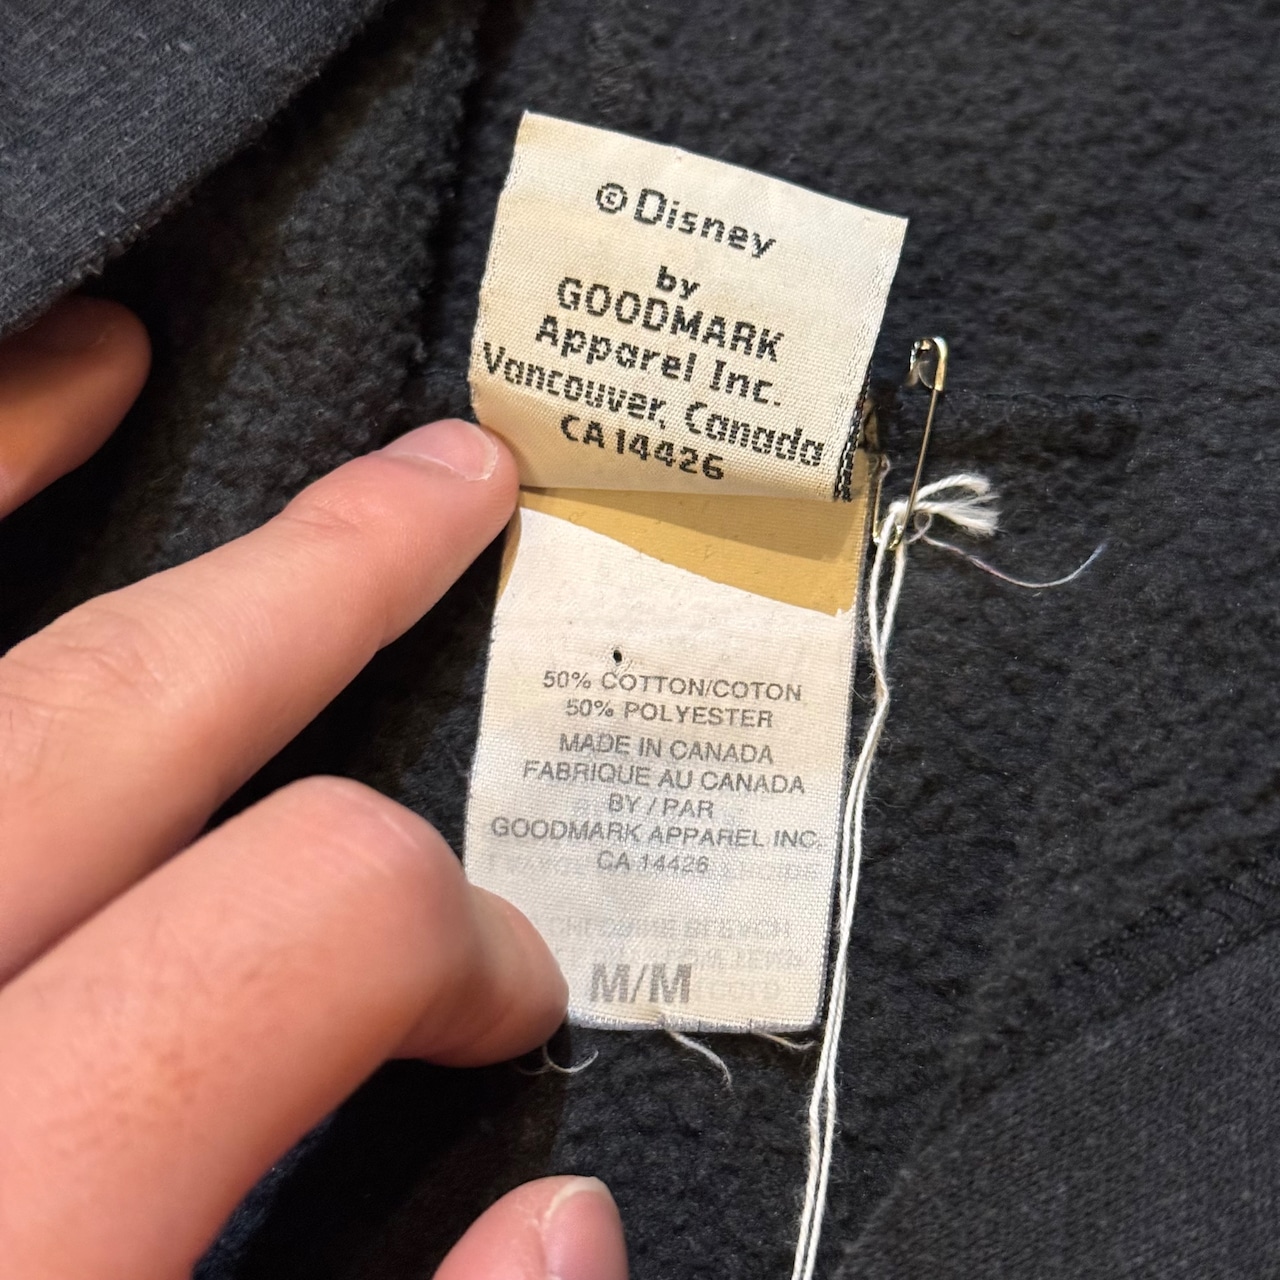 ©Disney
by
GOODMARK
Apparel Inc.
Vancouver, Canada
CA 14426
50% COTTON/COTON
50% POLYESTER
MADE IN CANADA
FABRIQUE AU CANADA
BY / PAR
GOODMARK APPAREL INC.
CA 14426
M/M